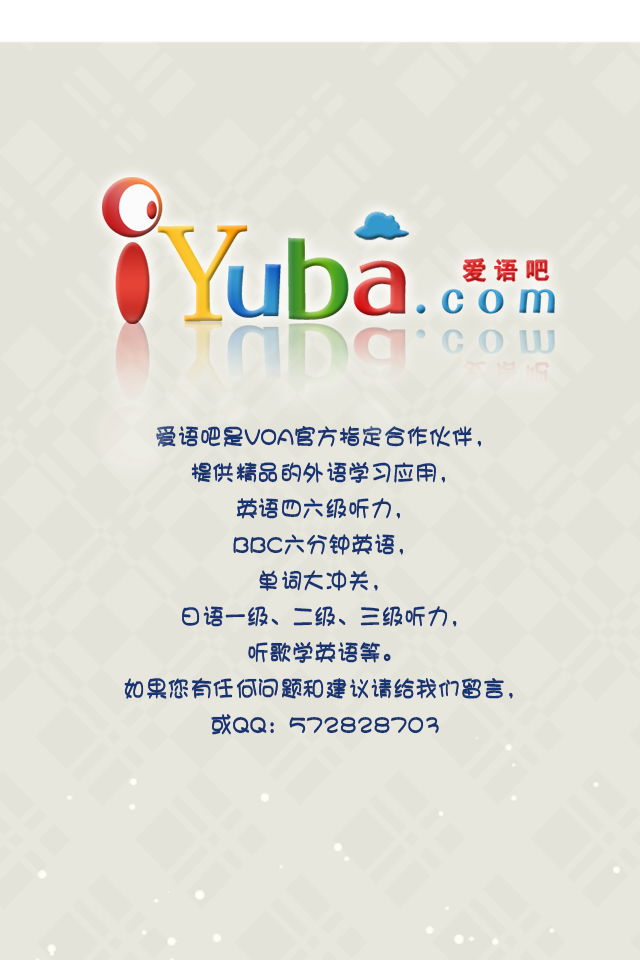 iYuba.com
爱语吧
爱语吧是VOA官方指定合作伙伴,
提供精品的外语学习应用,
英语四六级听力,
BBC六分钟英语,
单词大冲关,
日语一级、二级、三级听力,
听歌学英语等。
如果您有任何问题和建议请给我们留言,
或QQ: 572828703